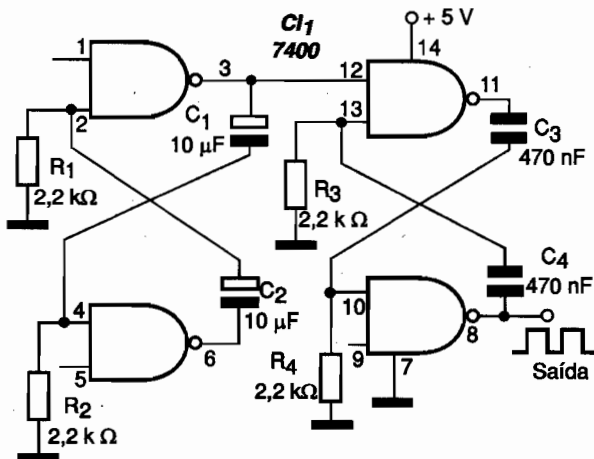 CI1
7400
+ 5 V
1
2
3
12
13
14
11
C1
10 µF
C3
470 nF
R1
2,2 kΩ
R3
2,2 kΩ
C2
10 µF
C4
470 nF
4
5
6
10
9
8
7
R2
2,2 kΩ
R4
2,2 kΩ
Saída